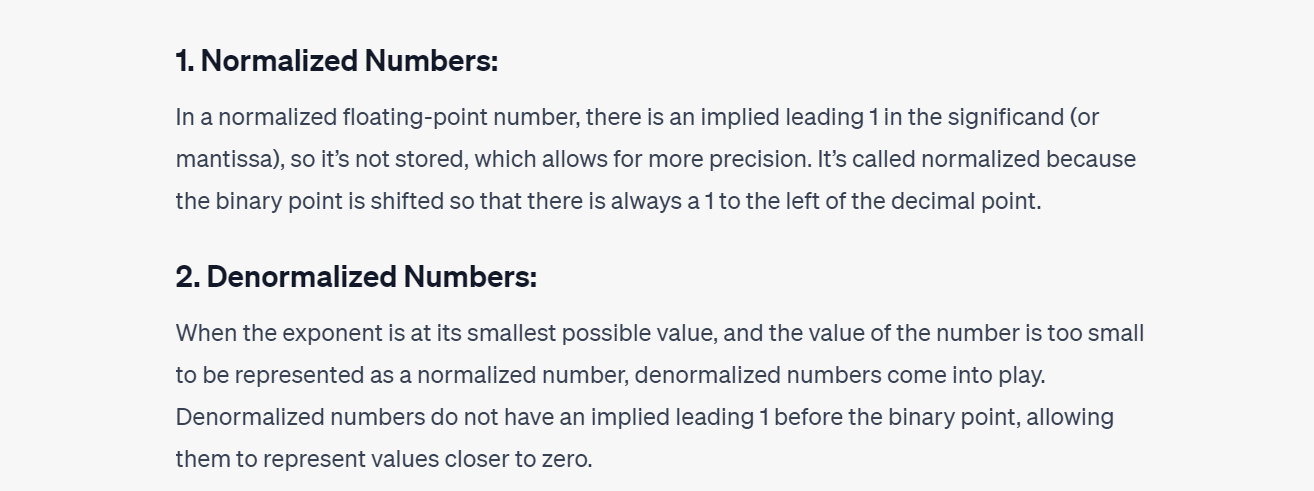 1. Normalized Numbers:
In a normalized floating-point number, there is an implied leading 1 in the significand (or
mantissa), so it’s not stored, which allows for more precision. It’s called normalized because
the binary point is shifted so that there is always a 1 to the left of the decimal point.
2. Denormalized Numbers:
When the exponent is at its smallest possible value, and the value of the number is too small
to be represented as a normalized number, denormalized numbers come into play.
Denormalized numbers do not have an implied leading 1 before the binary point, allowing
them to represent values closer to zero.